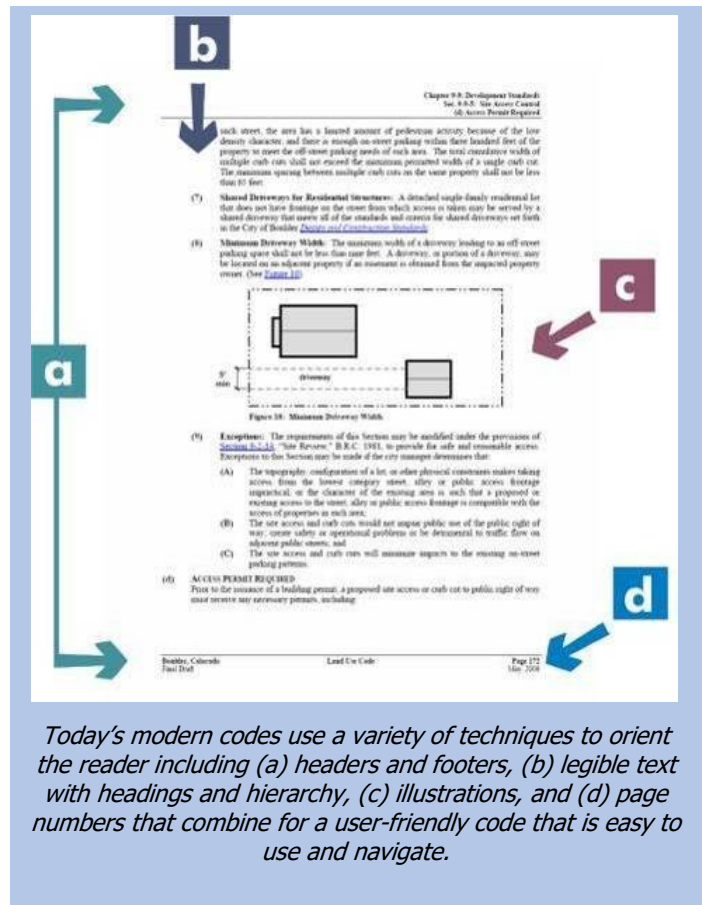 b
Chapter 9-9: Development Standards
Sec. 9-9-5: Site Access Control
(d) Access Permit Required
such street, the area has a limited amount of pedestrian activity because of the low
density character, and there is enough on-street parking within three hundred feet of the
property to meet the off-street parking needs of such area. The total cumulative width of
multiple curb cuts shall not exceed the maximum permitted width of a single curb cut.
The minimum spacing between multiple curb cuts on the same property shall not be less
than 65 feet.
(7) Shared Driveways for Residential Structures: A detached single-family residential lot
that does not have frontage on the street from which access is taken may be served by a
shared driveway that meets all of the standards and criteria for shared driveways set forth
in the City of Boulder Design and Construction Standards.
(8) Minimum Driveway Width: The minimum width of a driveway leading to an off-street
parking space shall not be less than nine feet. A driveway, or portion of a driveway, may
be located on an adjacent property if an easement is obtained from the impacted property
owner. (See Figure 10)
c
a
9'
min
driveway
Figure 10: Minimum Driveway Width
(9) Exceptions: The requirements of this Section may be modified under the provisions of
Section 9-2-14, "Site Review," B.R.C. 1981, to provide for safe and reasonable access.
Exceptions to this Section may be made if the city manager determines that:
(A) The topography, configuration of a lot, or other physical constraints makes taking
access from the lowest category street, alley or public access frontage
impractical, or the character of the existing area is such that a proposed or
existing access to the street, alley or public access frontage is compatible with the
access of properties in such area;
(B) The site access and curb cuts would not impair public use of the public right of
way; create safety or operational problems or be detrimental to traffic flow on
adjacent public streets; and
(C) The site access and curb cuts will minimize impacts to the existing on-street
parking patterns.
(d) ACCESS PERMIT REQUIRED
Prior to the issuance of a building permit, a proposed site access or curb cut to public right of way
must receive any necessary permits, including:
d
Boulder, Colorado Land Use Code Page 172
Final Draft May, 2006
Today's modern codes use a variety of techniques to orient
the reader including (a) headers and footers, (b) legible text
with headings and hierarchy, (c) illustrations, and (d) page
numbers that combine for a user-friendly code that is easy to
use and navigate.